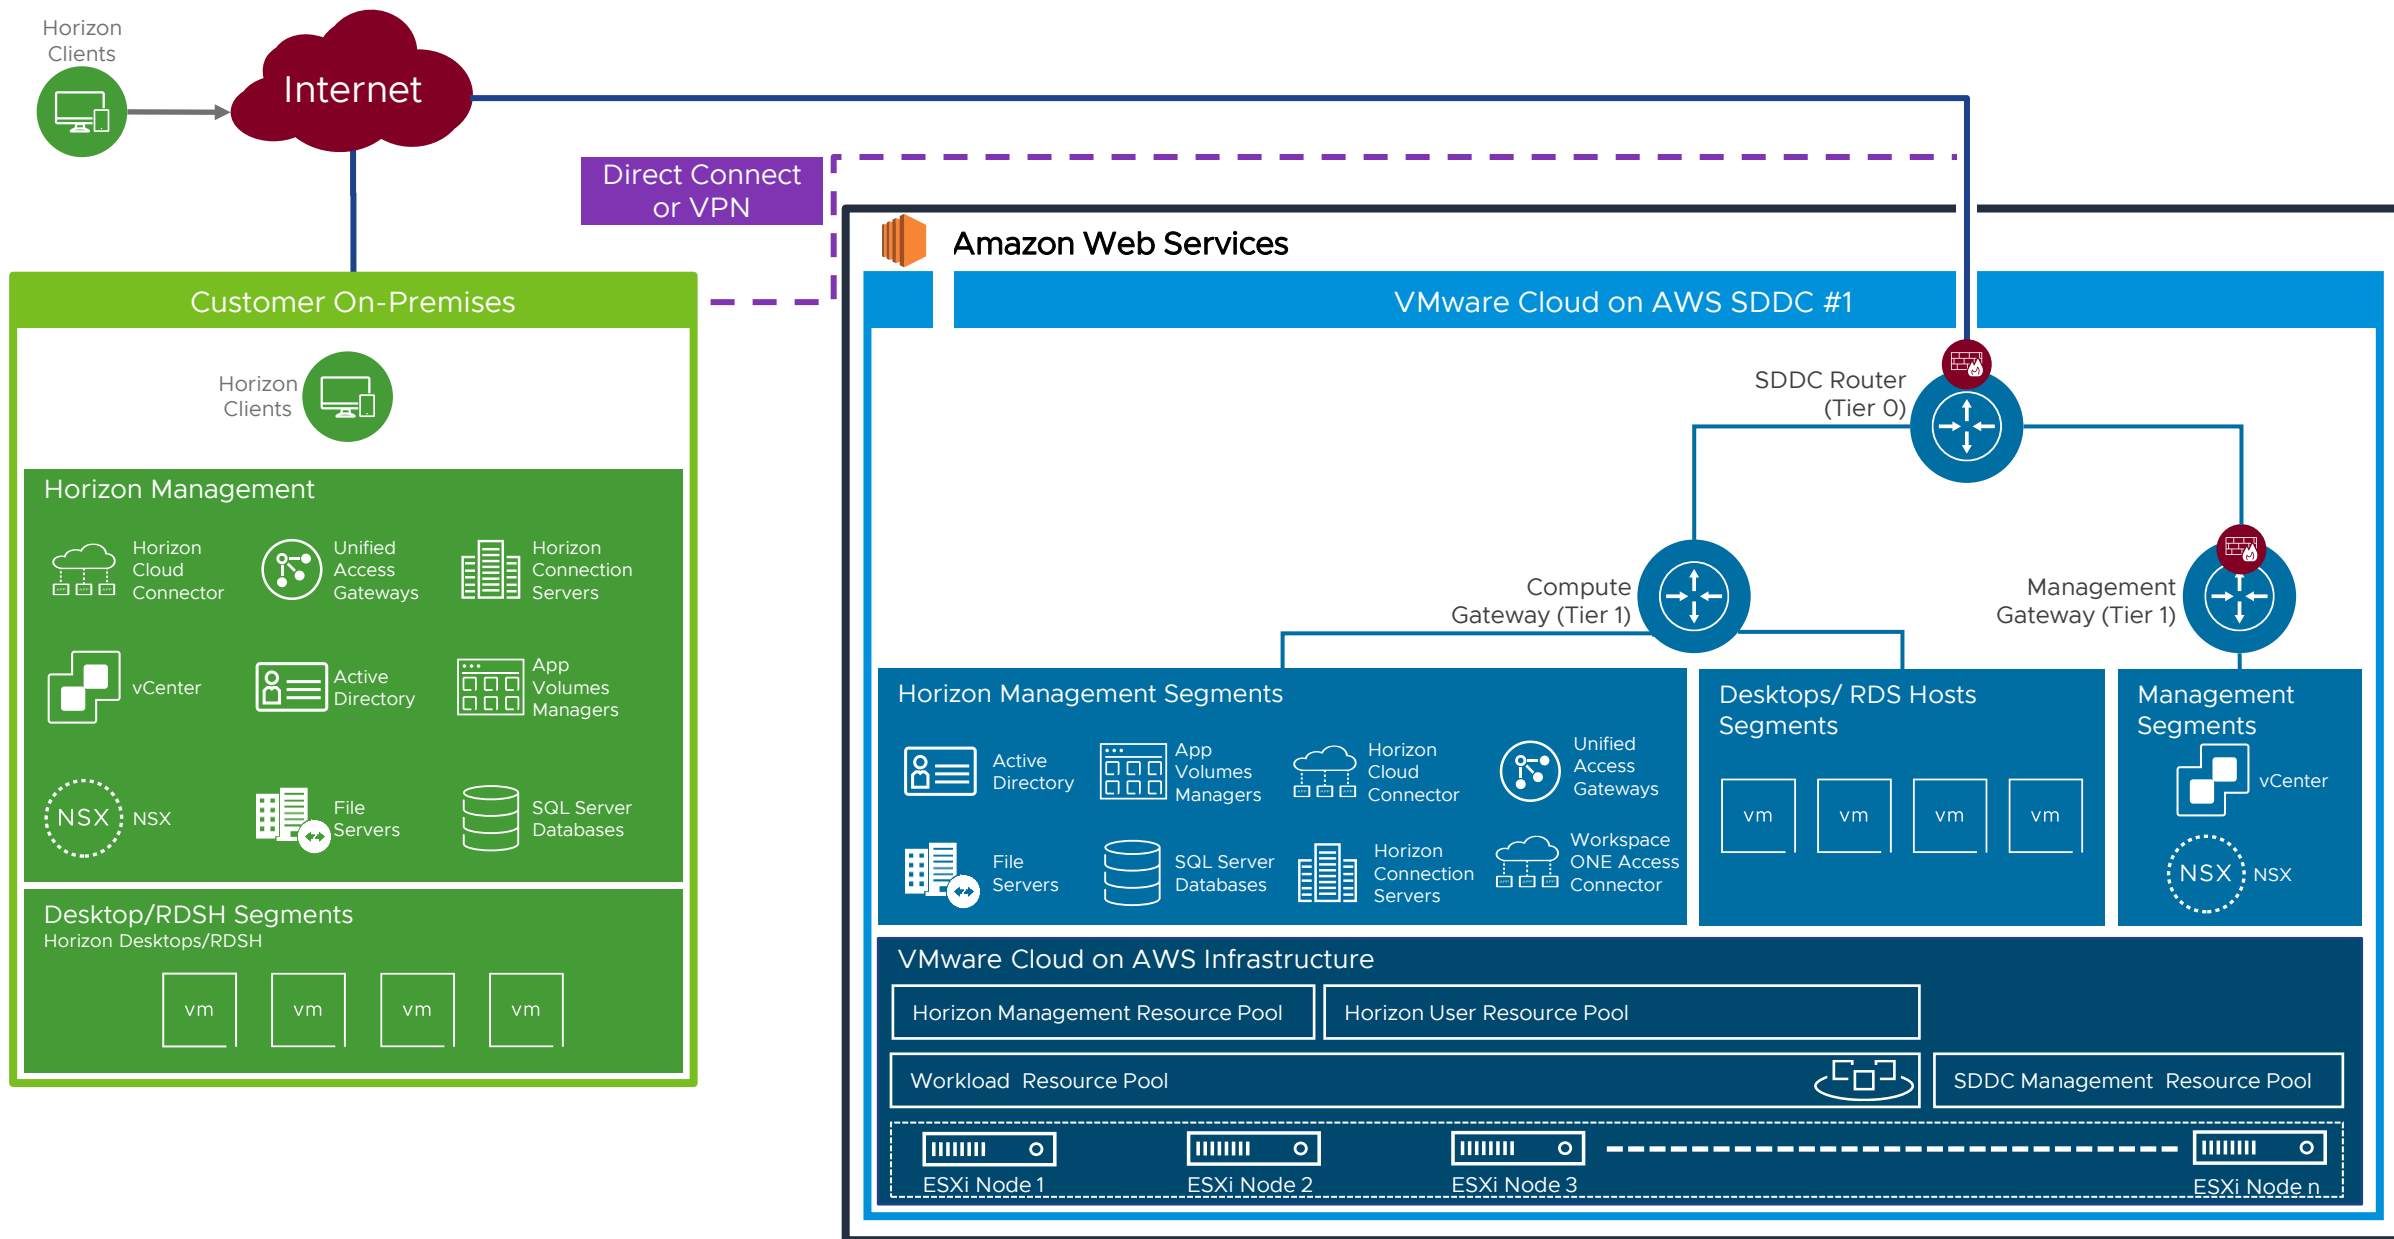 Horizon
Clients
Internet
Direct Connect
or VPN
Customer On-Premises
Horizon
Clients
Horizon Management
Horizon
Cloud
Connector
Unified
Access
Gateways
Horizon
Connection
Servers
vCenter
Active
Directory
App
Volumes
Managers
NSX
NSX
File
Servers
SQL Server
Databases
Desktop/RDSH Segments
Horizon Desktops/RDSH
vm
vm
vm
vm
Amazon Web Services
VMware Cloud on AWS SDDC #1
SDDC Router
(Tier 0)
Compute
Gateway (Tier 1)
Management
Gateway (Tier 1)
Horizon Management Segments
Active
Directory
App
Volumes
Managers
Horizon
Cloud
Connector
Unified
Access
Gateways
File
Servers
SQL Server
Databases
Horizon
Connection
Servers
Workspace
ONE Access
Connector
Desktops/ RDS Hosts
Segments
vm
vm
vm
vm
Management
Segments
vCenter
NSX
NSX
VMware Cloud on AWS Infrastructure
Horizon Management Resource Pool
Horizon User Resource Pool
Workload Resource Pool
SDDC Management Resource Pool
ESXi Node 1
ESXi Node 2
ESXi Node 3
ESXi Node n